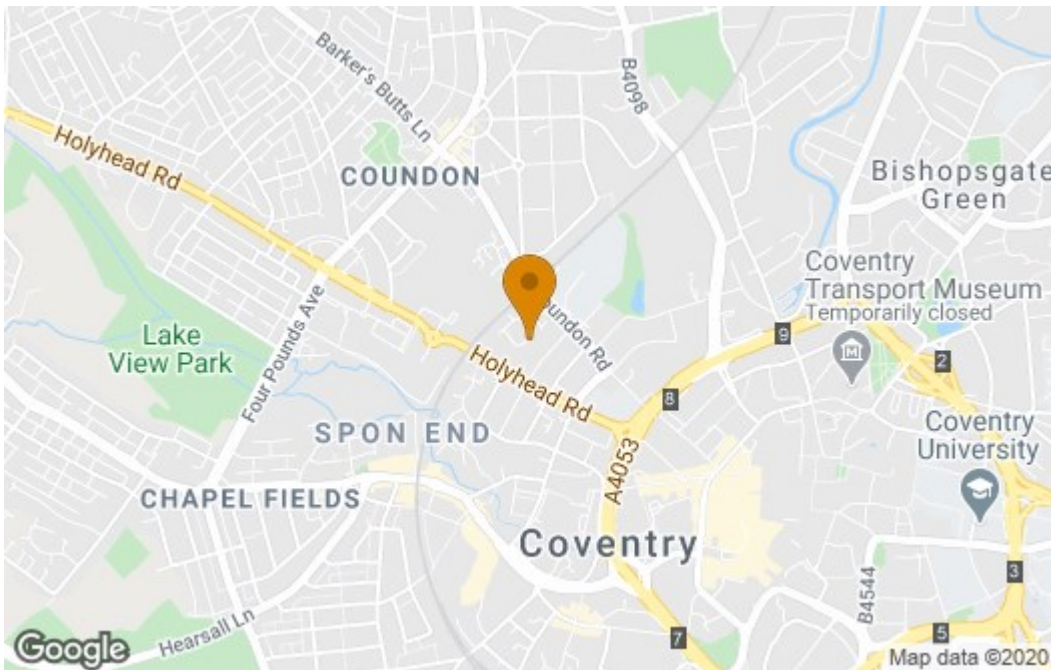 Barker's Butts Ln
B4098
Holyhead Rd
COUNDON
Bishopsgate
Green
Coventry
Transport Museum
Temporarily closed
Lake
View Park
Four Pounds Ave
Holyhead Rd
9
2
8
SPON END
A4053
Coventry
University
CHAPEL FIELDS
Coventry
3
B4544
Hearsall Ln
7
5
Google
Map data ©2020